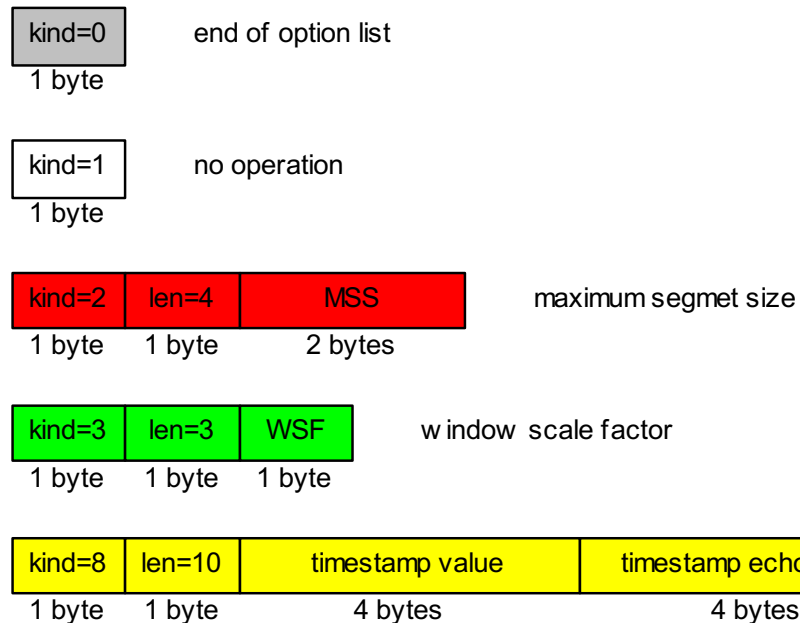 kind=0 end of option list
1 byte
kind=1 no operation
1 byte
kind=2 len=4 MSS maximum segmet size
1 byte 1 byte 2 bytes
kind=3 len=3 WSF window scale factor
1 byte 1 byte 1 byte
kind=8 len=10 timestamp value timestamp echo
1 byte 1 byte 4 bytes 4 bytes